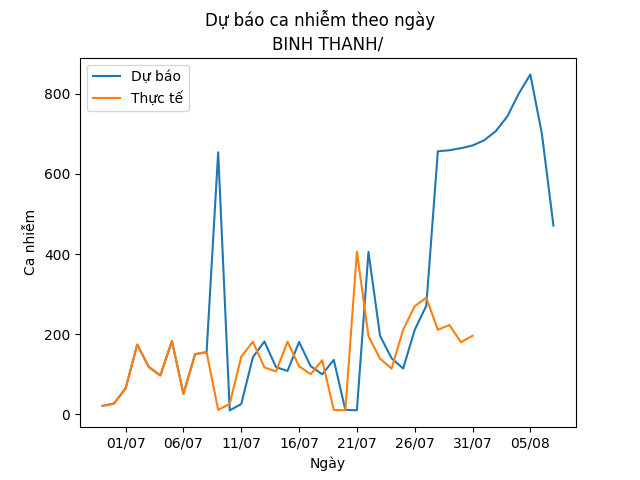 Dự báo ca nhiễm theo ngày
BINH THANH/
Dự báo
Thực tế
800
600
400
200
0
Ca nhiễm
01/07 06/07 11/07 16/07 21/07 26/07 31/07 05/08
Ngày